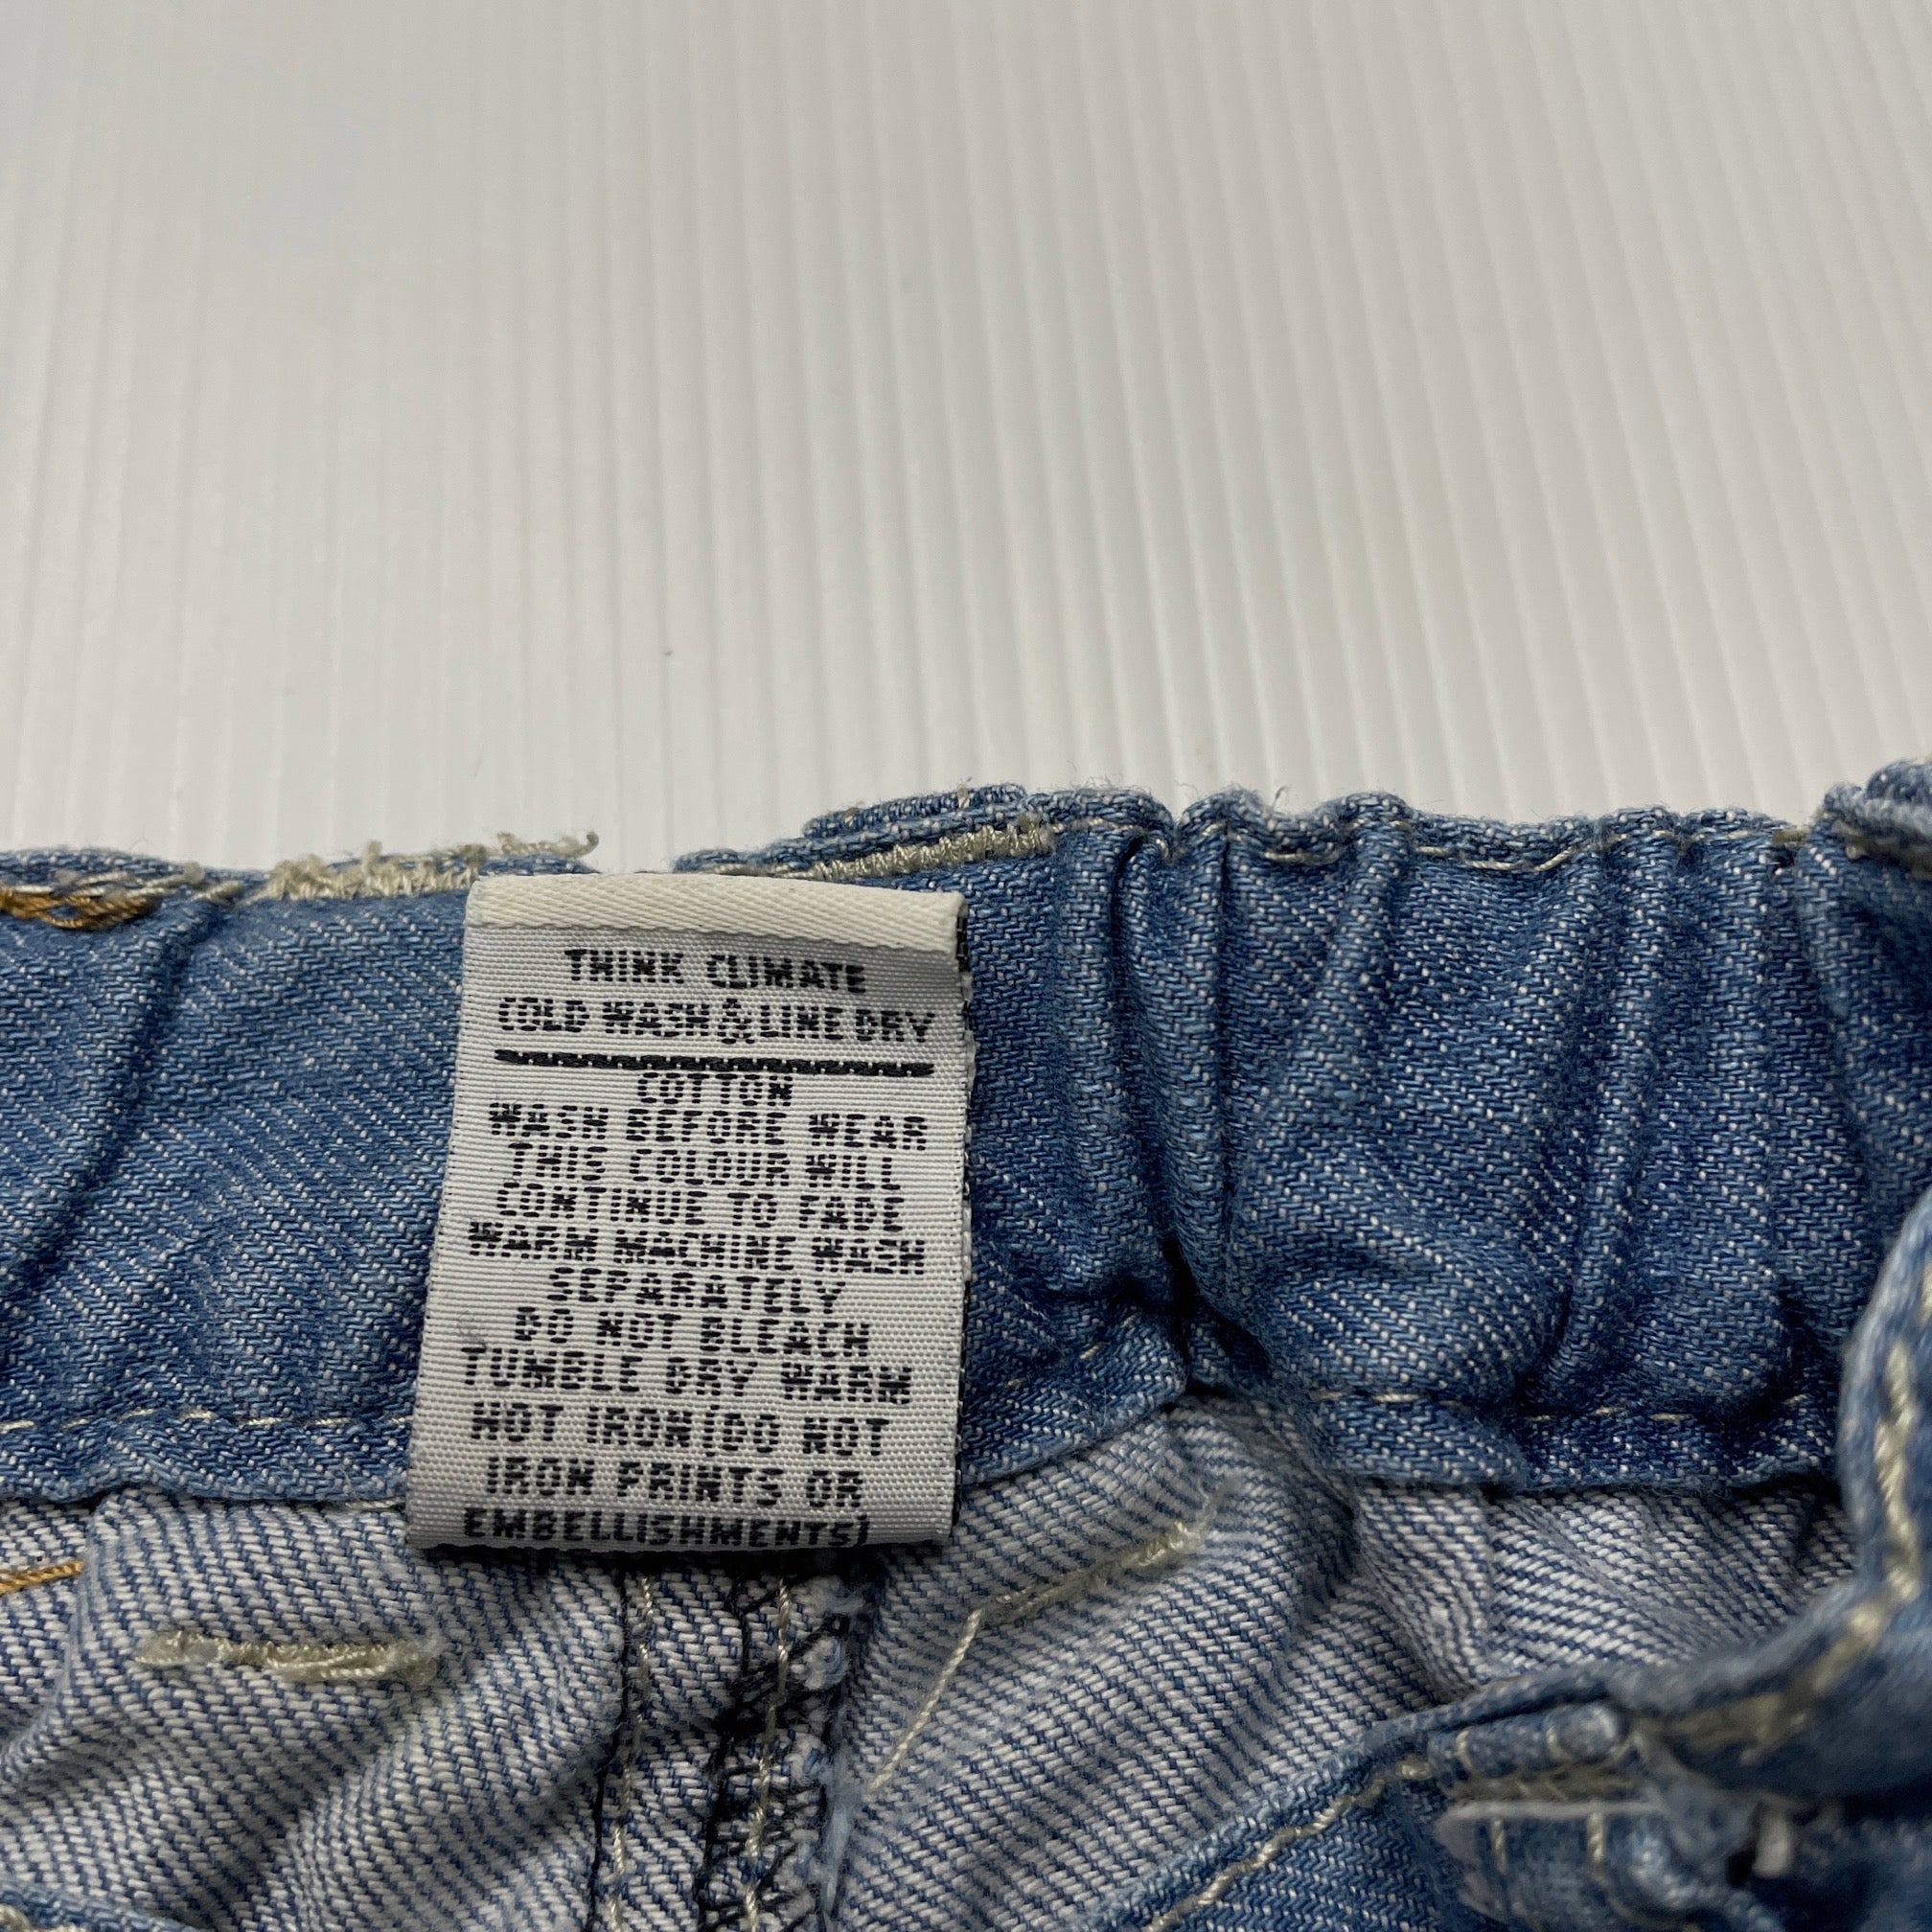 THINK CLIMATE
COLD WASH & LINE DRY
COTTON
WASH BEFORE WEAR
THIS COLOUR WILL
CONTINUE TO FADE
WARM MACHINE WASH
SEPARATELY
DO NOT BLEACH
TUMBLE DRY WARM
HOT IRON (DO NOT
IRON PRINTS OR
EMBELLISHMENTS)